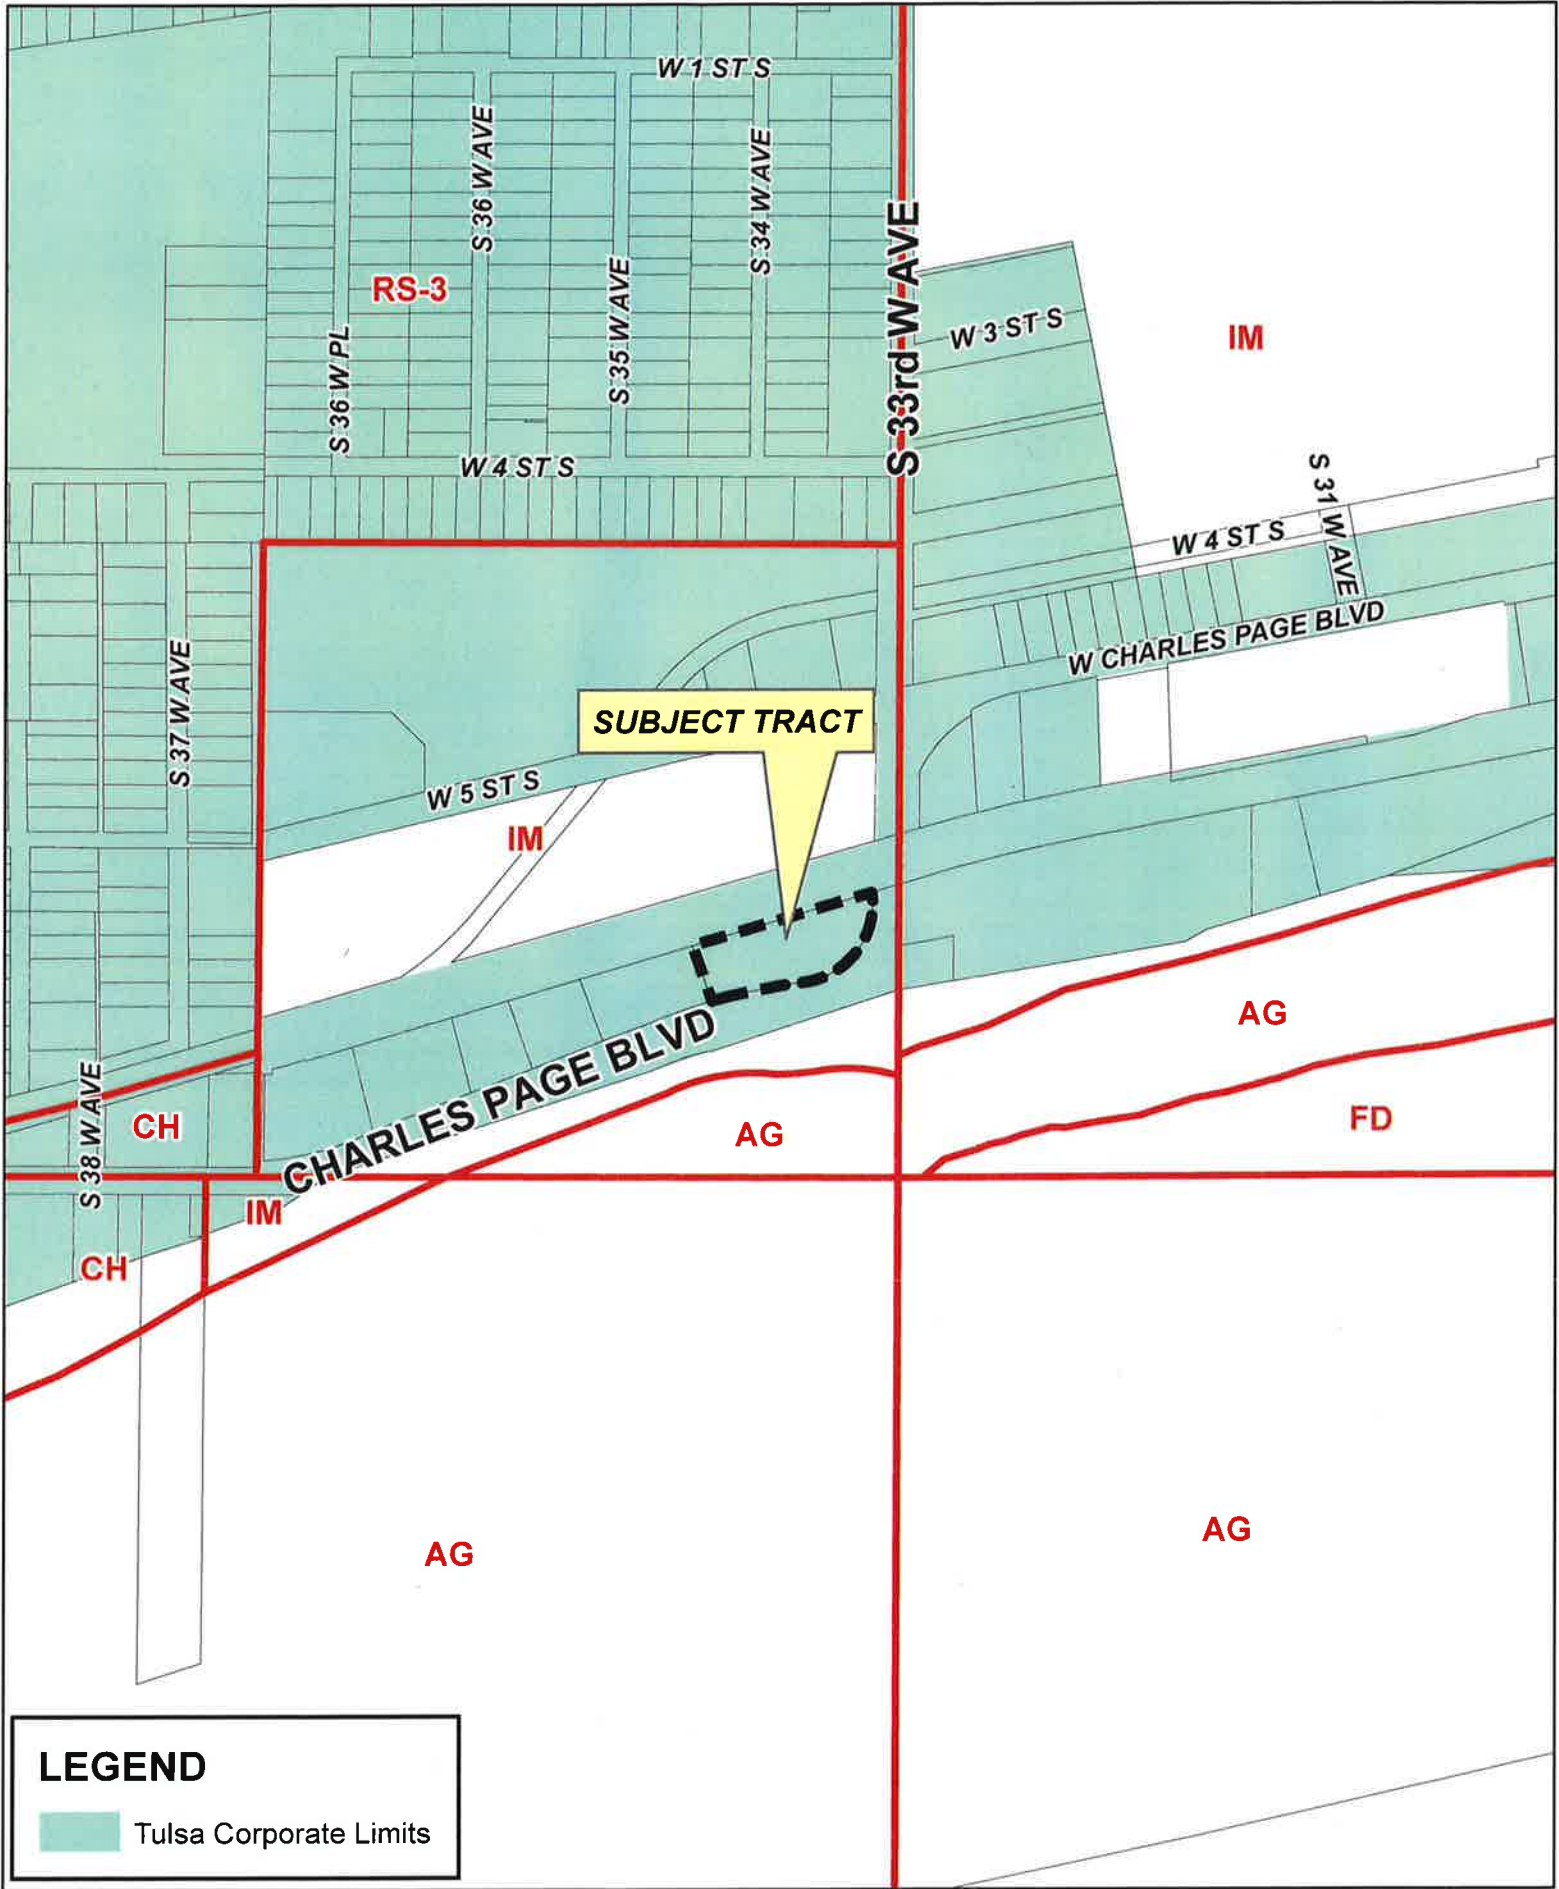 W 1 ST S
S 36 W AVE
S 34 W AVE
S 33rd W AVE
RS-3
S 35 W AVE
S 36 W PL
W 3 ST S
IM
W 4 ST S
S 31 W AVE
W 4 ST S
W CHARLES PAGE BLVD
S 37 W AVE
SUBJECT TRACT
W 5 ST S
IM
AG
CHARLES PAGE BLVD
S 38 W AVE
CH
AG
FD
IM
CH
AG
AG
LEGEND
Tulsa Corporate Limits